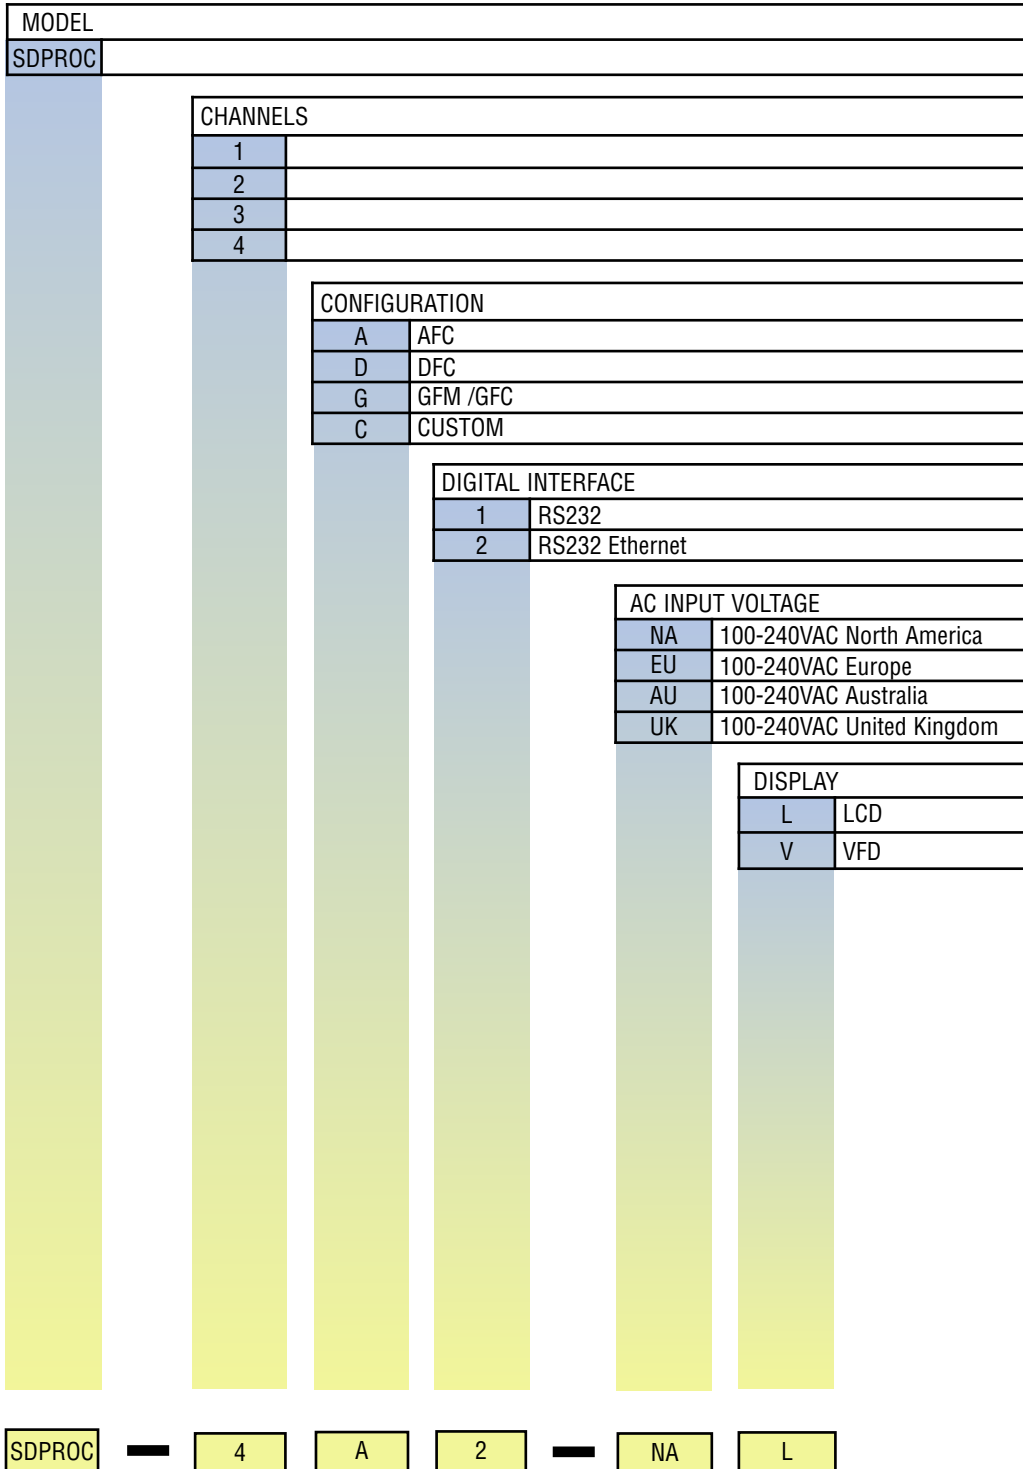 MODEL
SDPROC
CHANNELS
1
2
3
4
CONFIGURATION
A AFC
D DFC
G GFM /GFC
C CUSTOM
DIGITAL INTERFACE
1 RS232
2 RS232 Ethernet
AC INPUT VOLTAGE
NA 100-240VAC North America
EU 100-240VAC Europe
AU 100-240VAC Australia
UK 100-240VAC United Kingdom
DISPLAY
L LCD
V VFD
SDPROC — 4 A 2 — NA L